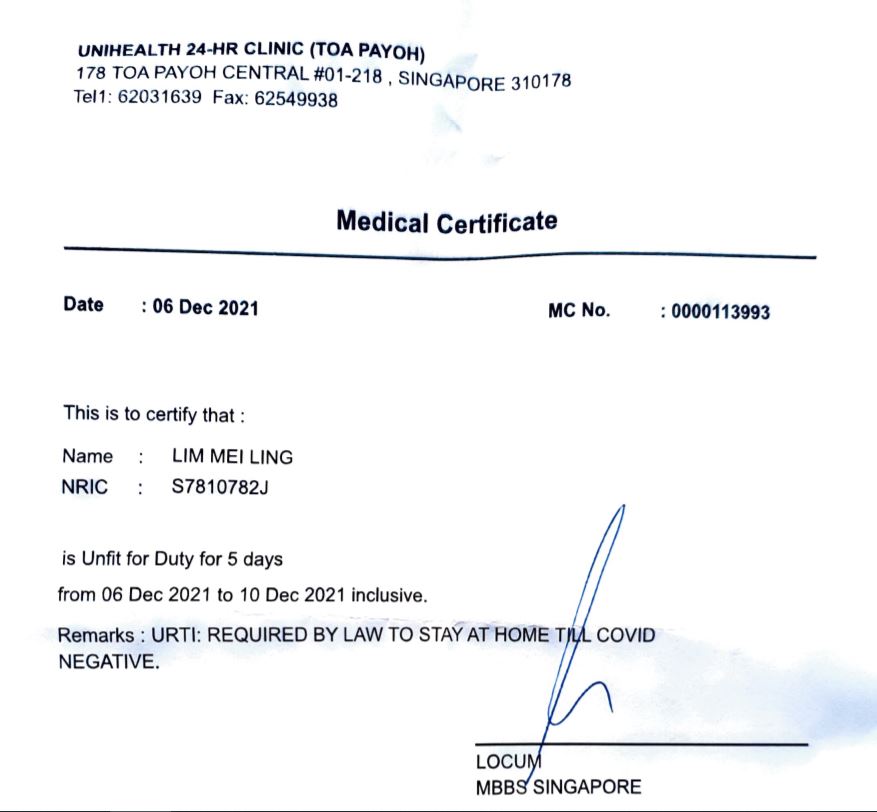 UNIHEALTH 24-HR CLINIC (TOA PAYOH)
178 TOA PAYOH CENTRAL #01-218 , SINGAPORE 310178
Tel1: 62031639 Fax: 62549938
Medical Certificate
Date : 06 Dec 2021 MC No. : 0000113993
This is to certify that :
Name : LIM MEI LING
NRIC : S7810782J
is Unfit for Duty for 5 days
from 06 Dec 2021 to 10 Dec 2021 inclusive.
Remarks : URTI: REQUIRED BY LAW TO STAY AT HOME TILL COVID
NEGATIVE.
LOCUM
MBBS SINGAPORE